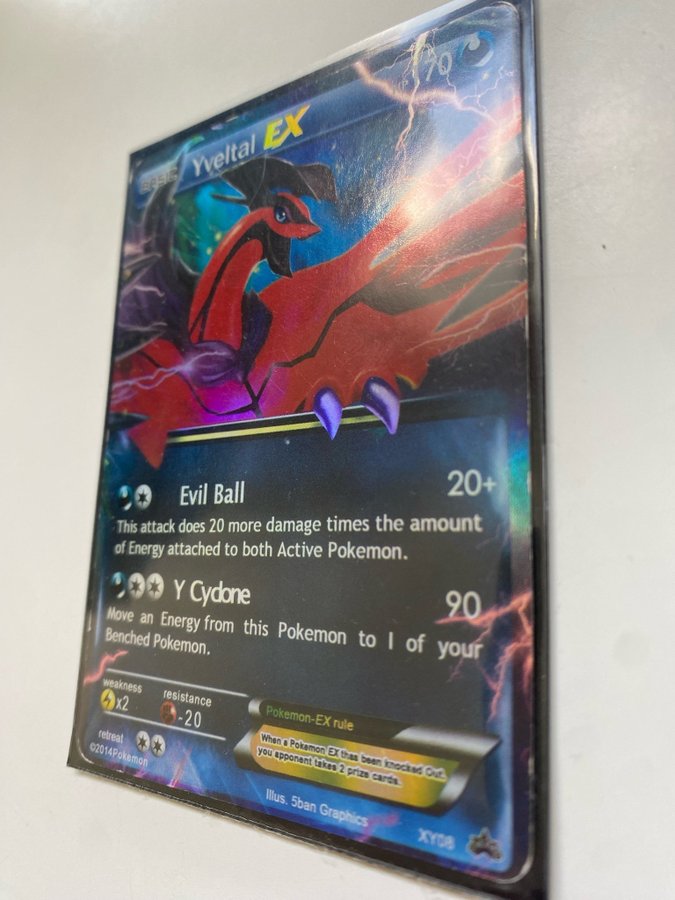 BASIC Yveltal EX HP 70
Evil Ball 20+
This attack does 20 more damage times the amount
of Energy attached to both Active Pokemon.
Y Cyclone 90
Move an Energy from this Pokemon to 1 of your
Benched Pokemon.
weakness resistance
x2 -20
retreat
Pokemon-EX rule
When a Pokemon EX has been knocked Out,
you apponent takes 2 prize cards.
©2014Pokemon
Illus. 5ban Graphics
XY08